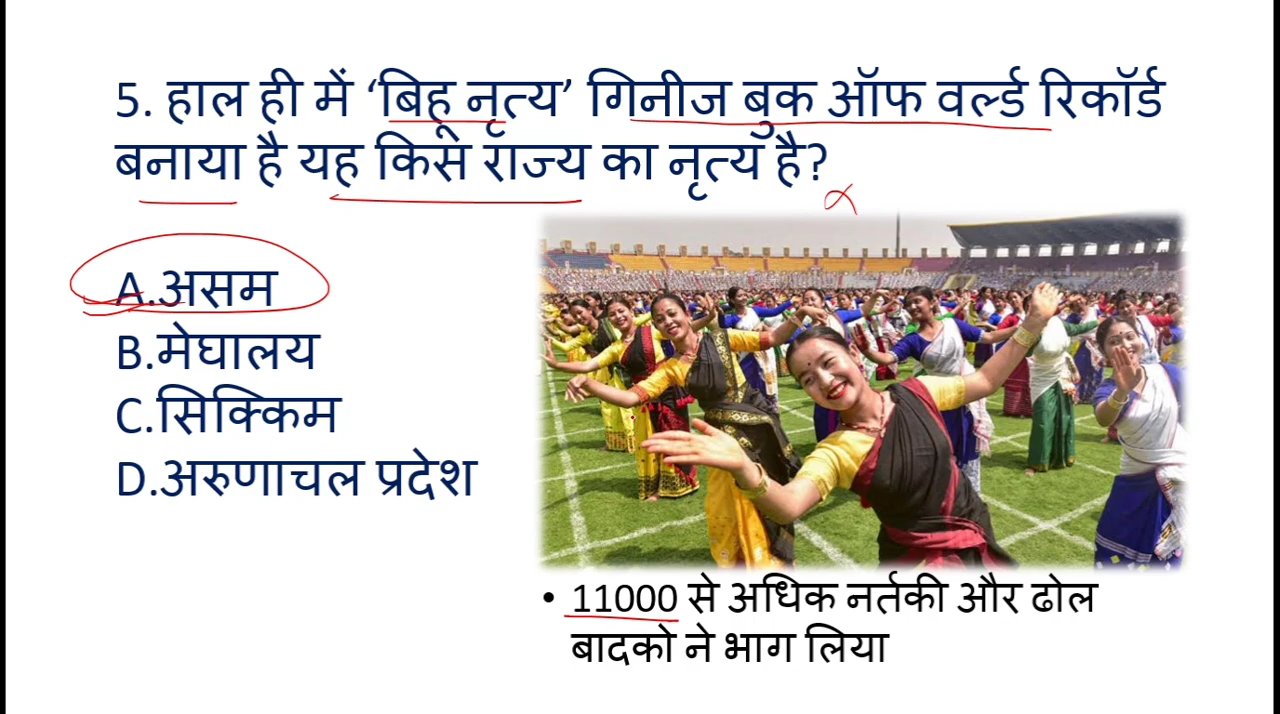 5. हाल ही में ‘बिहू नृत्य’ गिनीज बुक ऑफ वर्ल्ड रिकॉर्ड
बनाया है यह किस राज्य का नृत्य है?
A.असम
B.मेघालय
C.सिक्किम
D.अरुणाचल प्रदेश
• 11000 से अधिक नर्तकी और ढोल
बादको ने भाग लिया